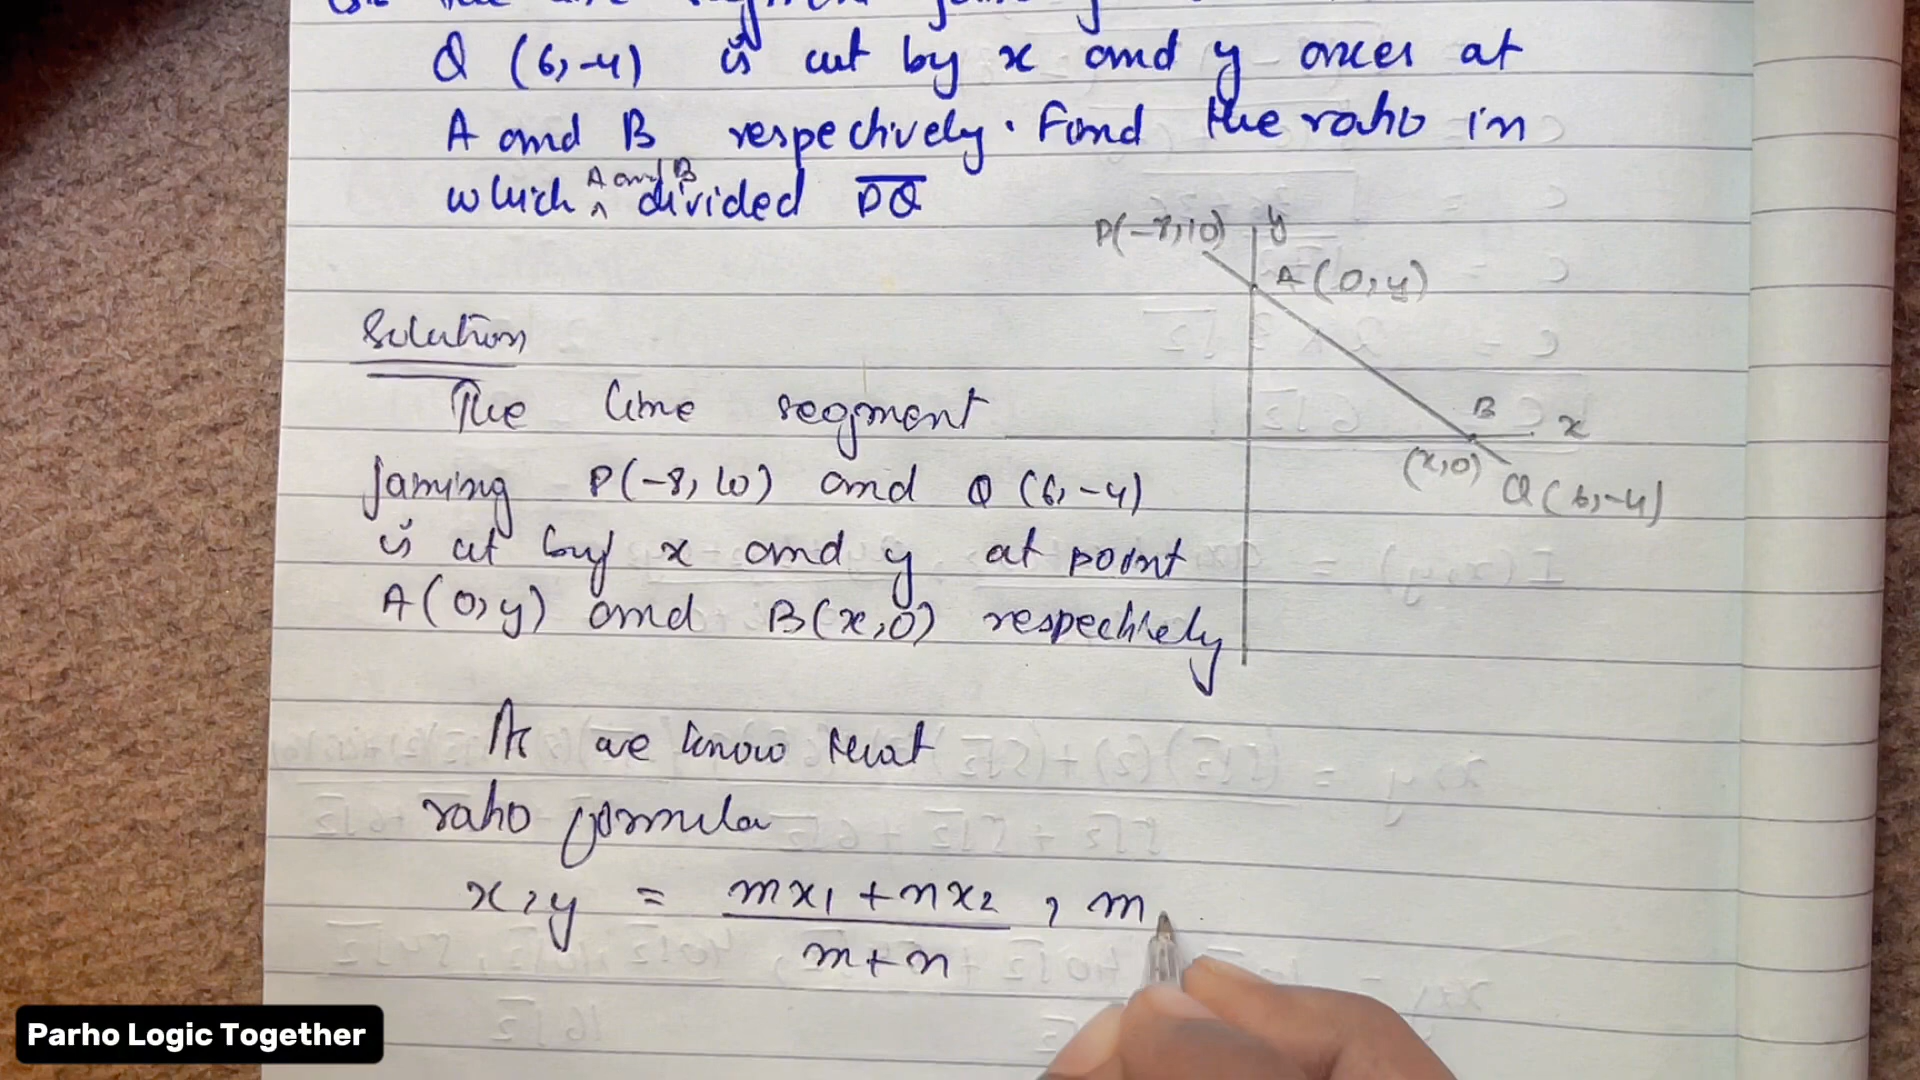 Q (6,-4) is cut by x and y axes at
A and B respectively. Find the ratio in
which ^ A and B divided PQ
P(-8,10) y
A(0,y)
Solution
The line segment
B x
(x,0)
Q(6,-4)
joining P(-8,10) and Q(6,-4)
is cut by x and y at point
A(0,y) and B(x,0) respectively
As we know that
ratio formula
x,y = mx1+nx2 , m
m+n
Parho Logic Together